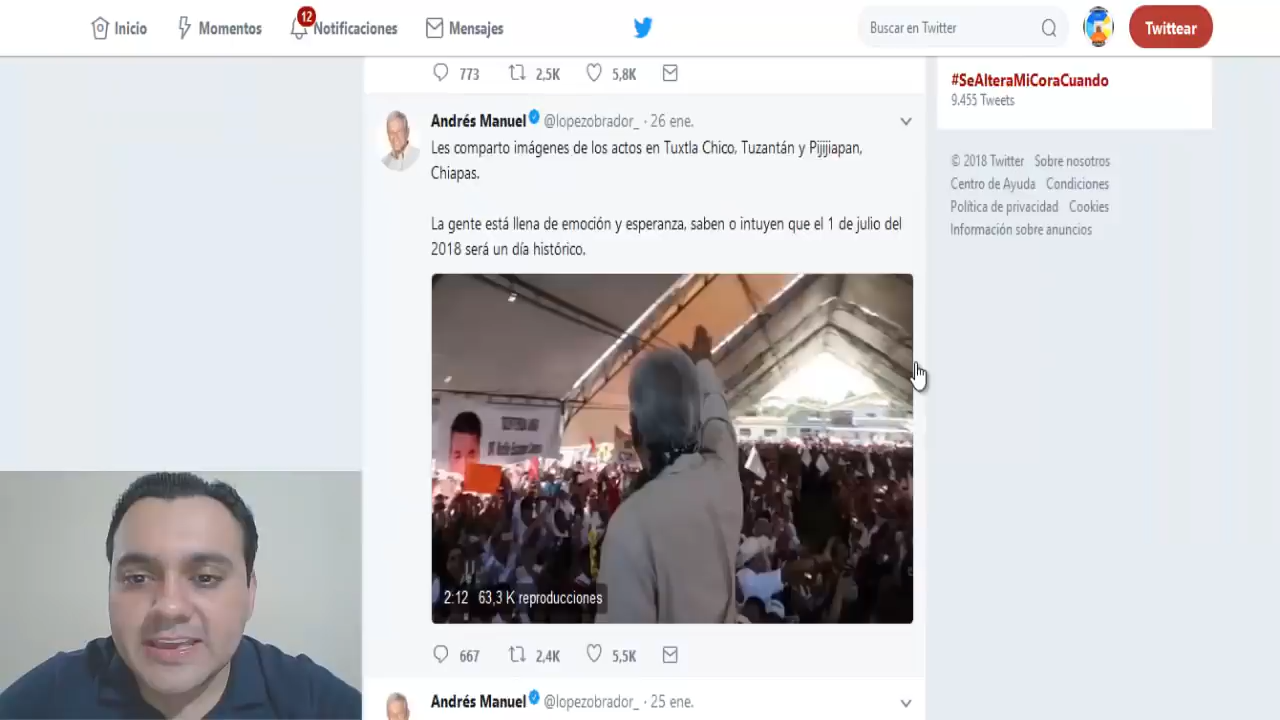 Inicio
Momentos
12
Notificaciones
Mensajes
Buscar en Twitter
Twittear
773
2,5K
5,8K
#SeAlteraMiCoraCuando
9.455 Tweets
Andrés Manuel @lopezobrador_ · 26 ene.
Les comparto imágenes de los actos en Tuxtla Chico, Tuzantán y Pijijiapan,
Chiapas.
La gente está llena de emoción y esperanza, saben o intuyen que el 1 de julio del
2018 será un día histórico.
2:12 63,3 K reproducciones
667
2,4K
5,5K
Andrés Manuel @lopezobrador_ · 25 ene.
© 2018 Twitter Sobre nosotros
Centro de Ayuda Condiciones
Política de privacidad Cookies
Información sobre anuncios